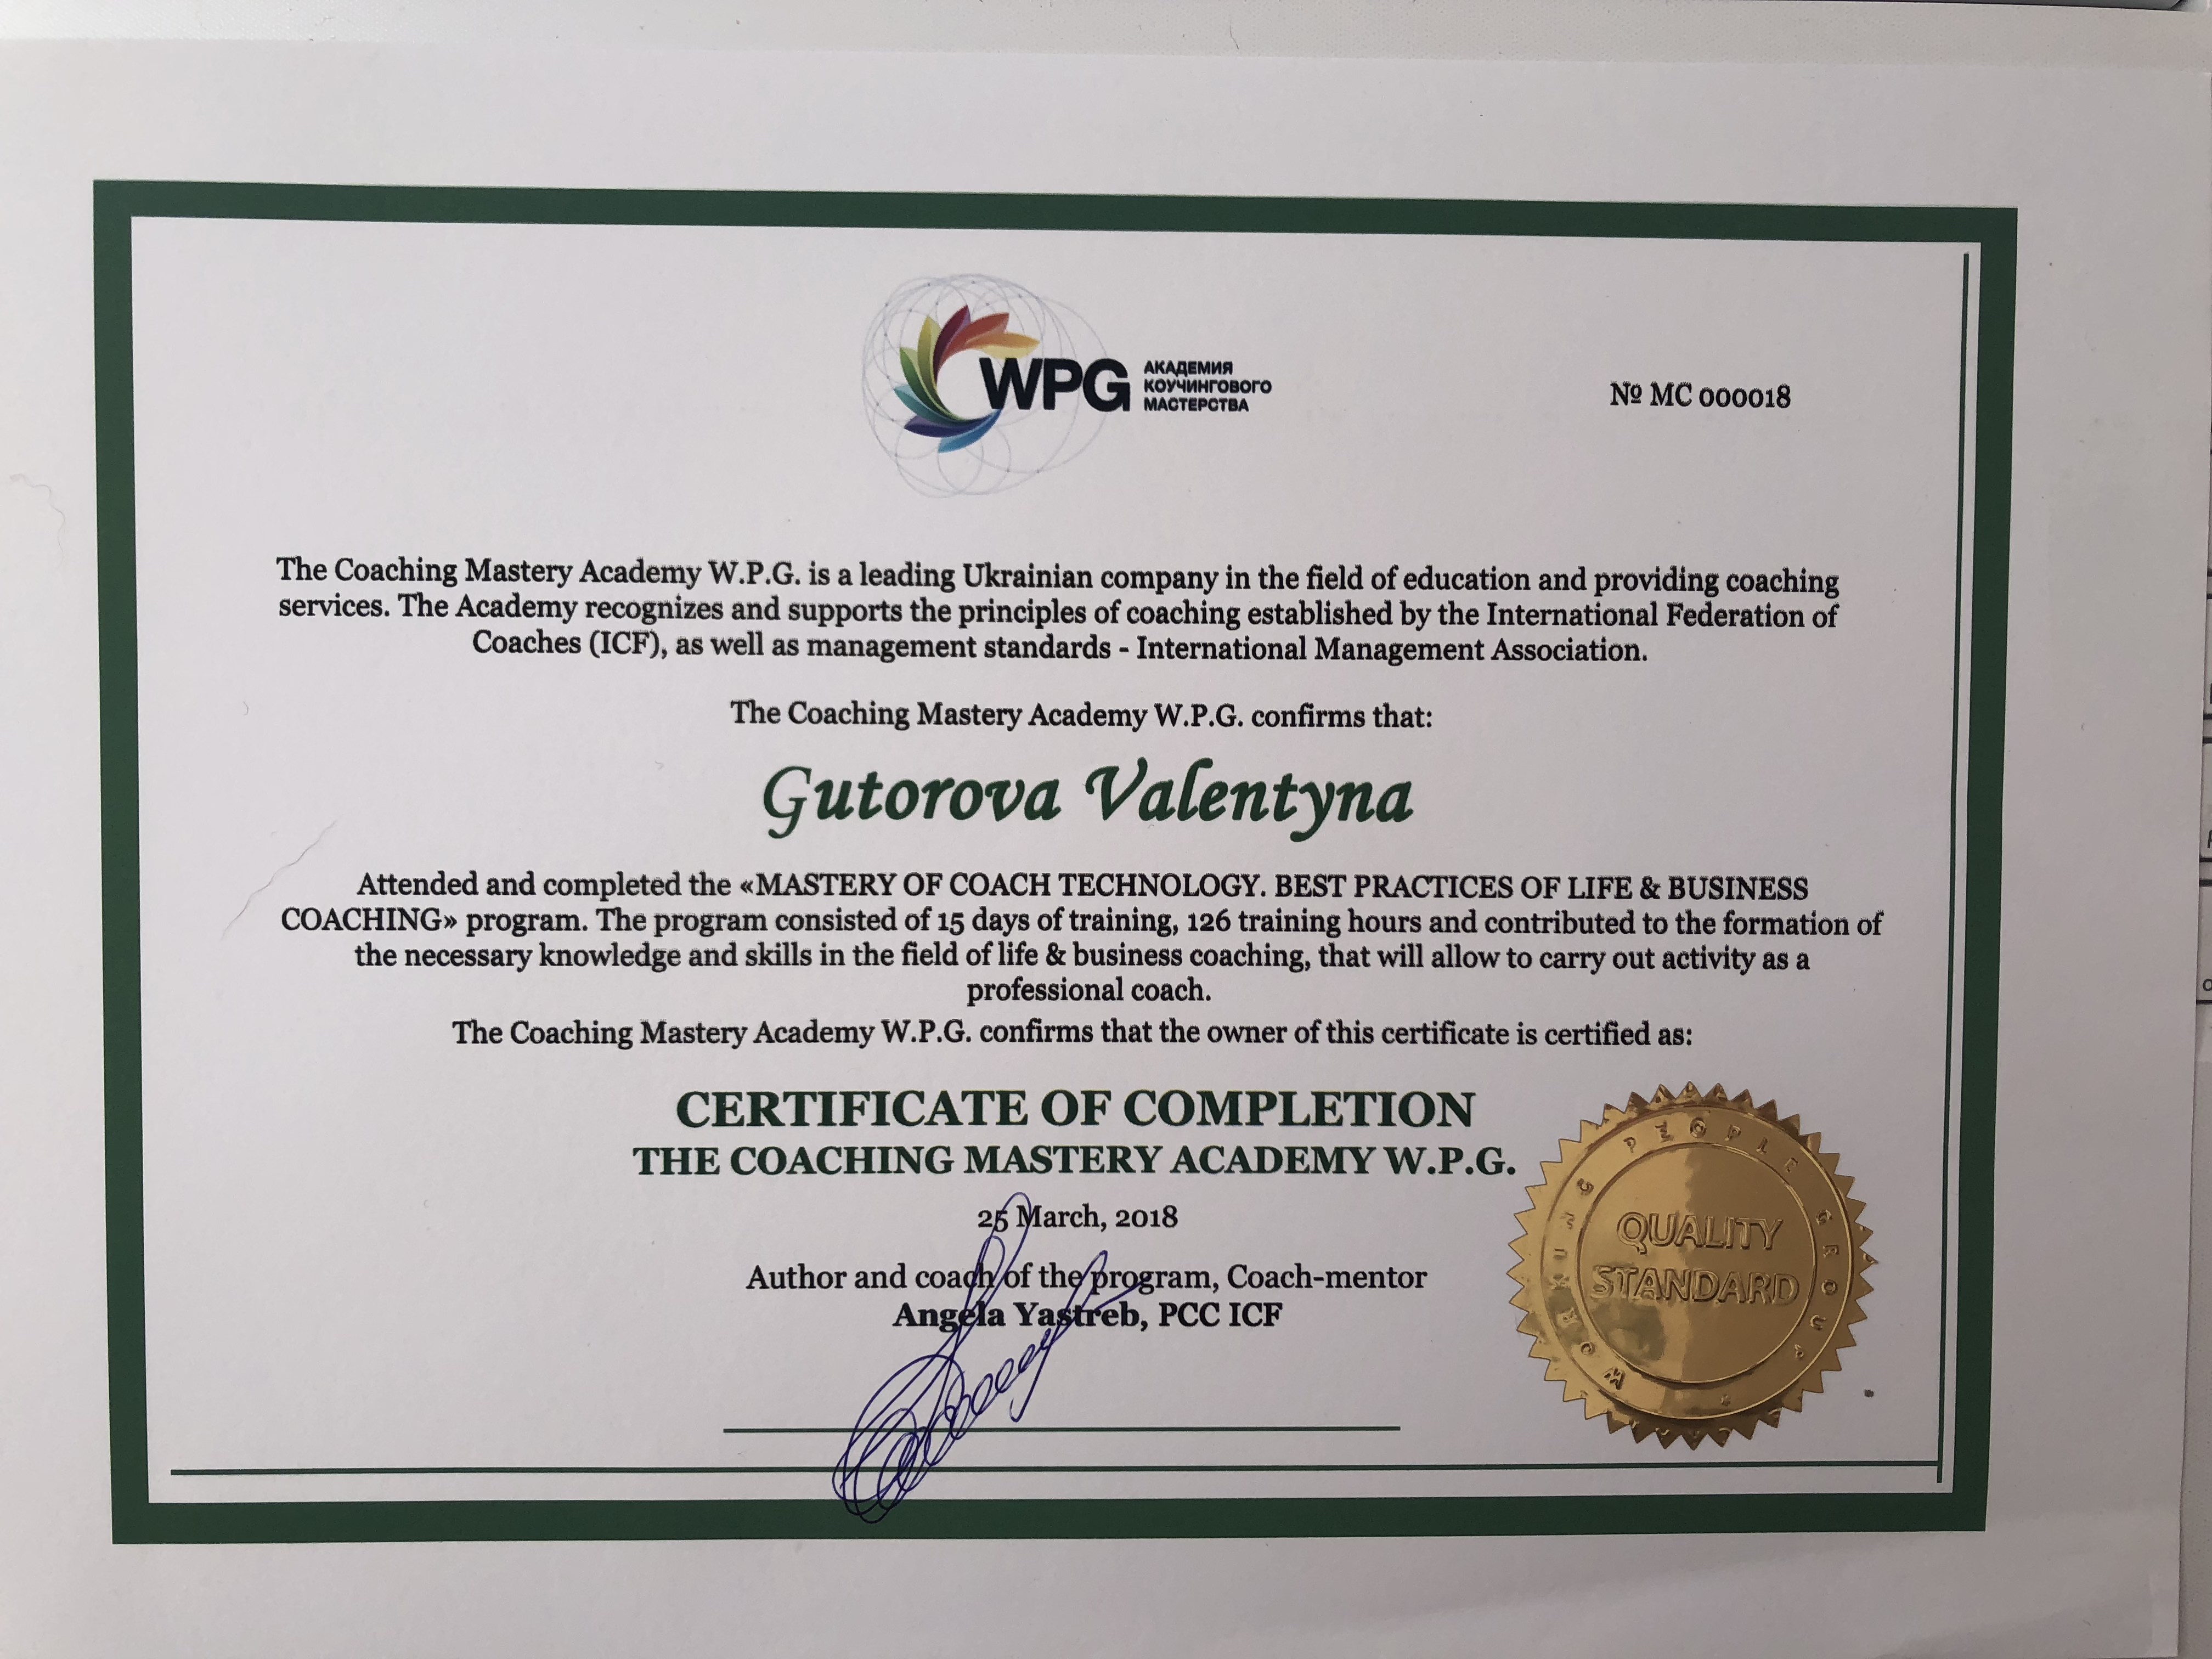 № MC 000018
WPG
АКАДЕМИЯ
КОУЧИНГОВОГО
МАСТЕРСТВА
The Coaching Mastery Academy W.P.G. is a leading Ukrainian company in the field of education and providing coaching
services. The Academy recognizes and supports the principles of coaching established by the International Federation of
Coaches (ICF), as well as management standards - International Management Association.
The Coaching Mastery Academy W.P.G. confirms that:
Gutorova Valentyna
Attended and completed the «MASTERY OF COACH TECHNOLOGY. BEST PRACTICES OF LIFE & BUSINESS
COACHING» program. The program consisted of 15 days of training, 126 training hours and contributed to the formation of
the necessary knowledge and skills in the field of life & business coaching, that will allow to carry out activity as a
professional coach.
The Coaching Mastery Academy W.P.G. confirms that the owner of this certificate is certified as:
CERTIFICATE OF COMPLETION
THE COACHING MASTERY ACADEMY W.P.G.
25 March, 2018
Author and coach of the program, Coach-mentor
Angela Yastreb, PCC ICF
WORKING PEOPLE GROUP
QUALITY
STANDARD